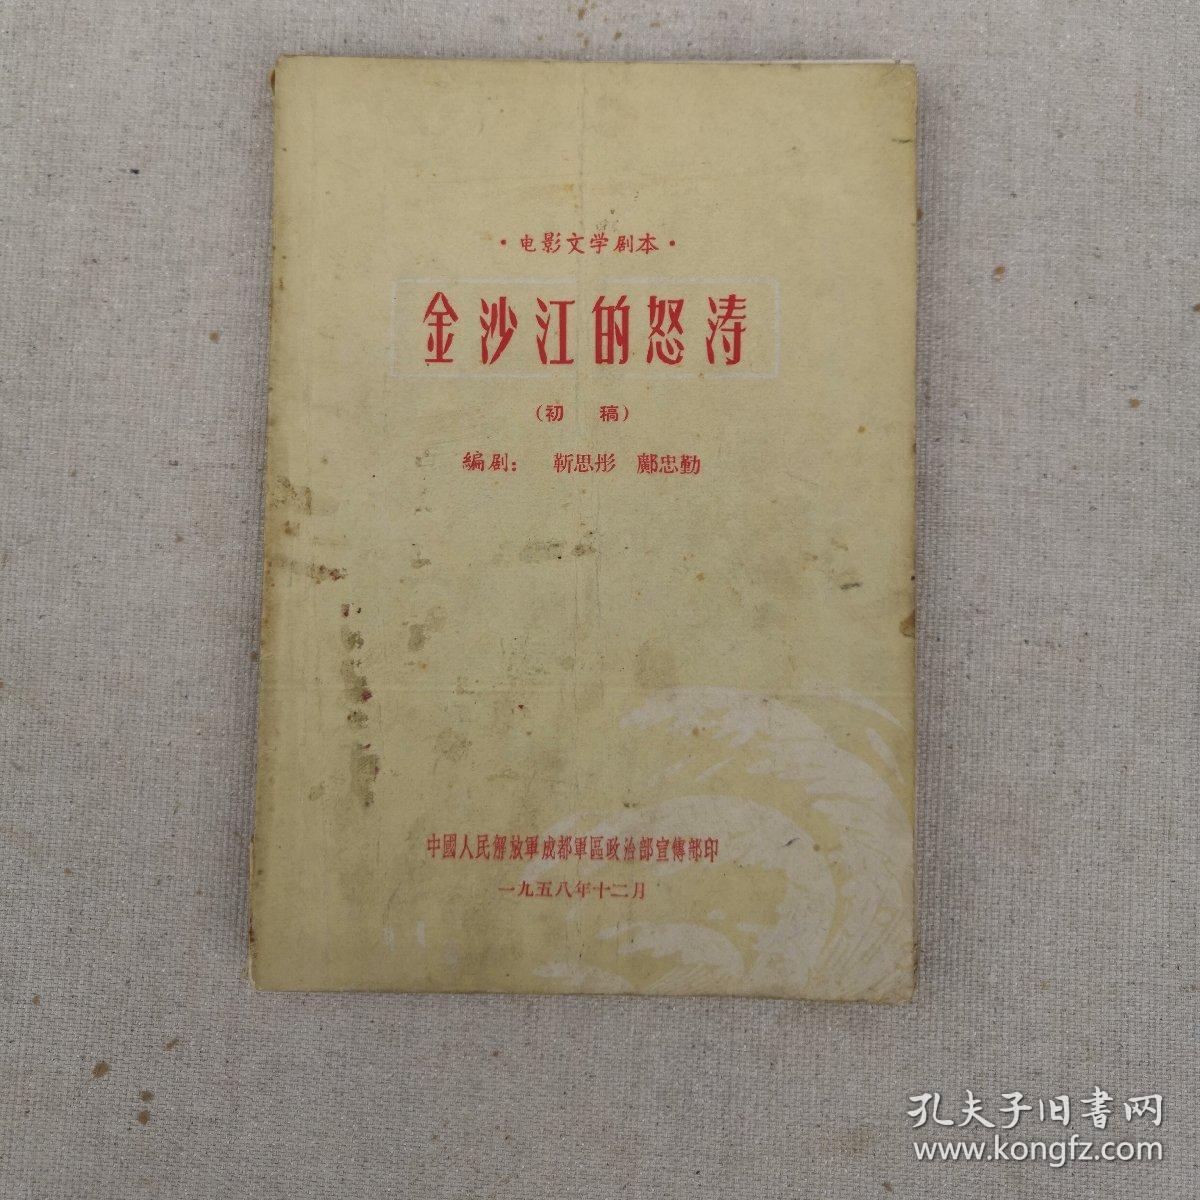 ·电影文学剧本·
金沙江的怒涛
(初 稿)
编剧： 靳思彤 鄺忠勤
中國人民解放軍成都軍區政治部宣傳部印
一九五八年十二月
孔夫子旧書网
www.kongfz.com